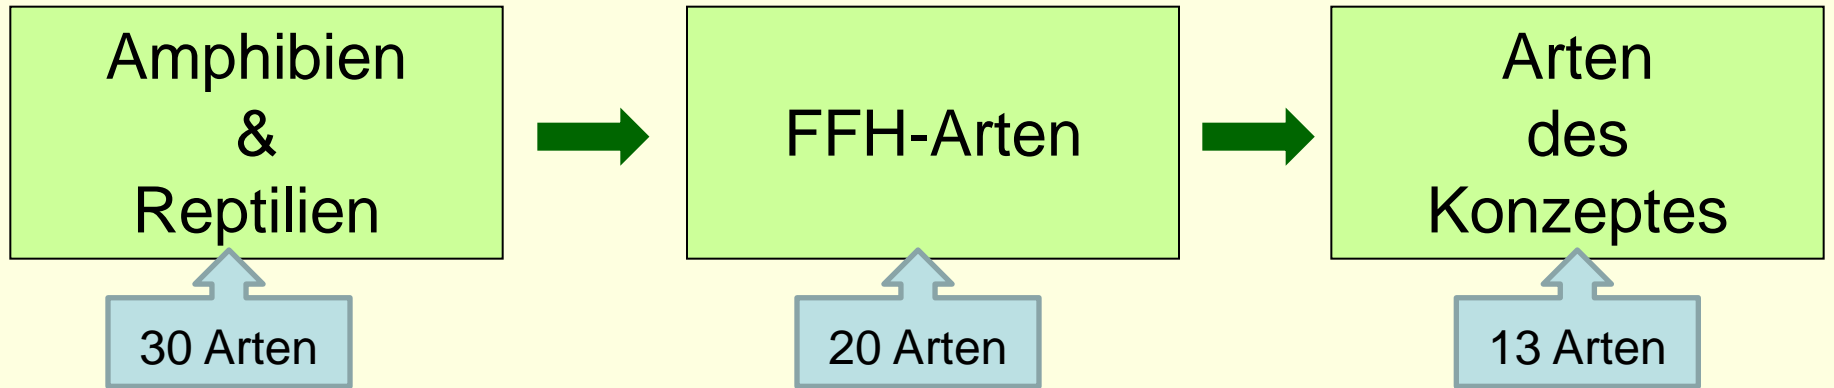 Amphibien
&
Reptilien
30 Arten
FFH-Arten
20 Arten
Arten
des
Konzeptes
13 Arten